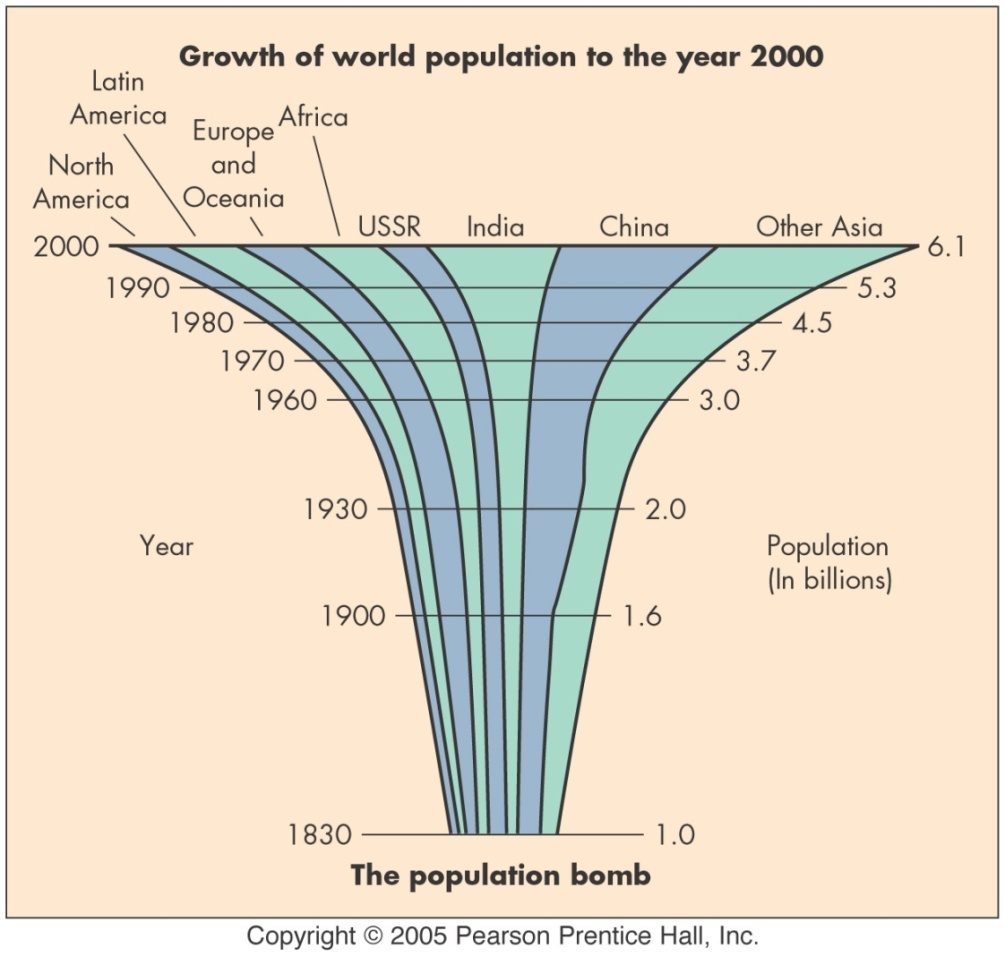 Growth of world population to the year 2000
Latin
America
Africa
Europe
and
Oceania
North
America
USSR
India
China
Other Asia
2000
6.1
1990
5.3
1980
4.5
1970
3.7
1960
3.0
1930
2.0
Year
Population
(In billions)
1900
1.6
1830
1.0
The population bomb
Copyright © 2005 Pearson Prentice Hall, Inc.